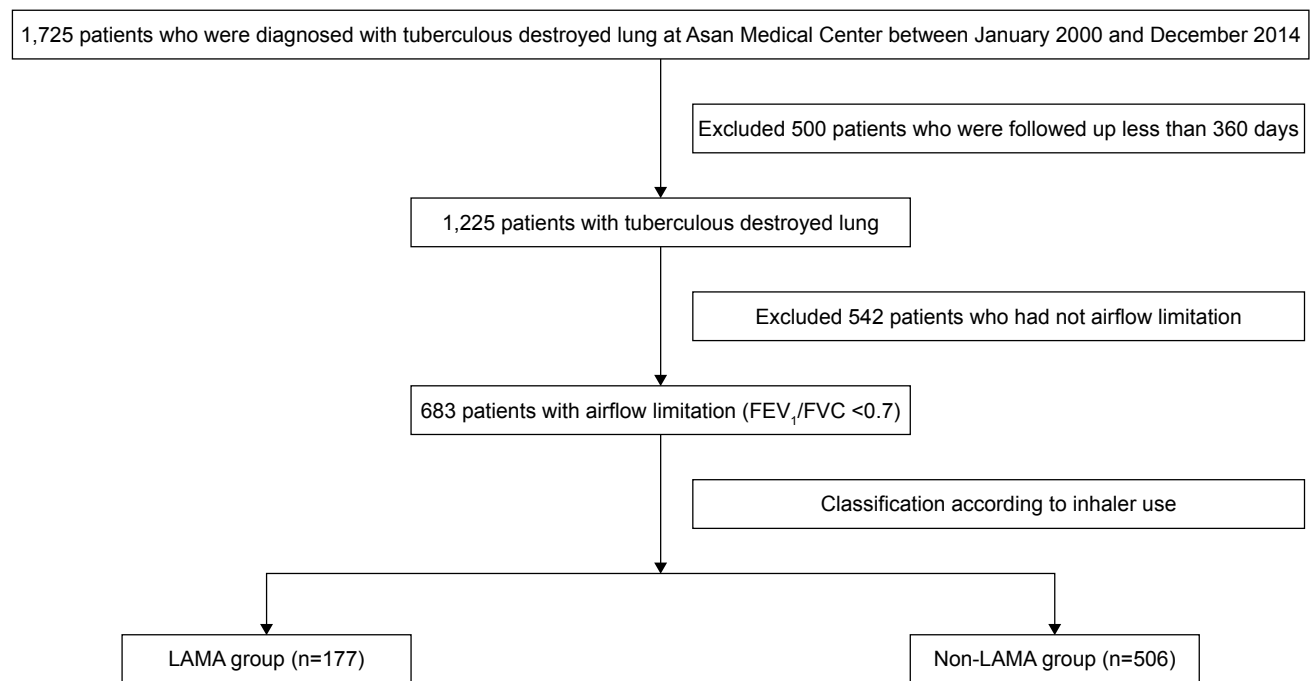 1,725 patients who were diagnosed with tuberculous destroyed lung at Asan Medical Center between January 2000 and December 2014
Excluded 500 patients who were followed up less than 360 days
1,225 patients with tuberculous destroyed lung
Excluded 542 patients who had not airflow limitation
683 patients with airflow limitation (FEV₁/FVC <0.7)
Classification according to inhaler use
LAMA group (n=177)
Non-LAMA group (n=506)